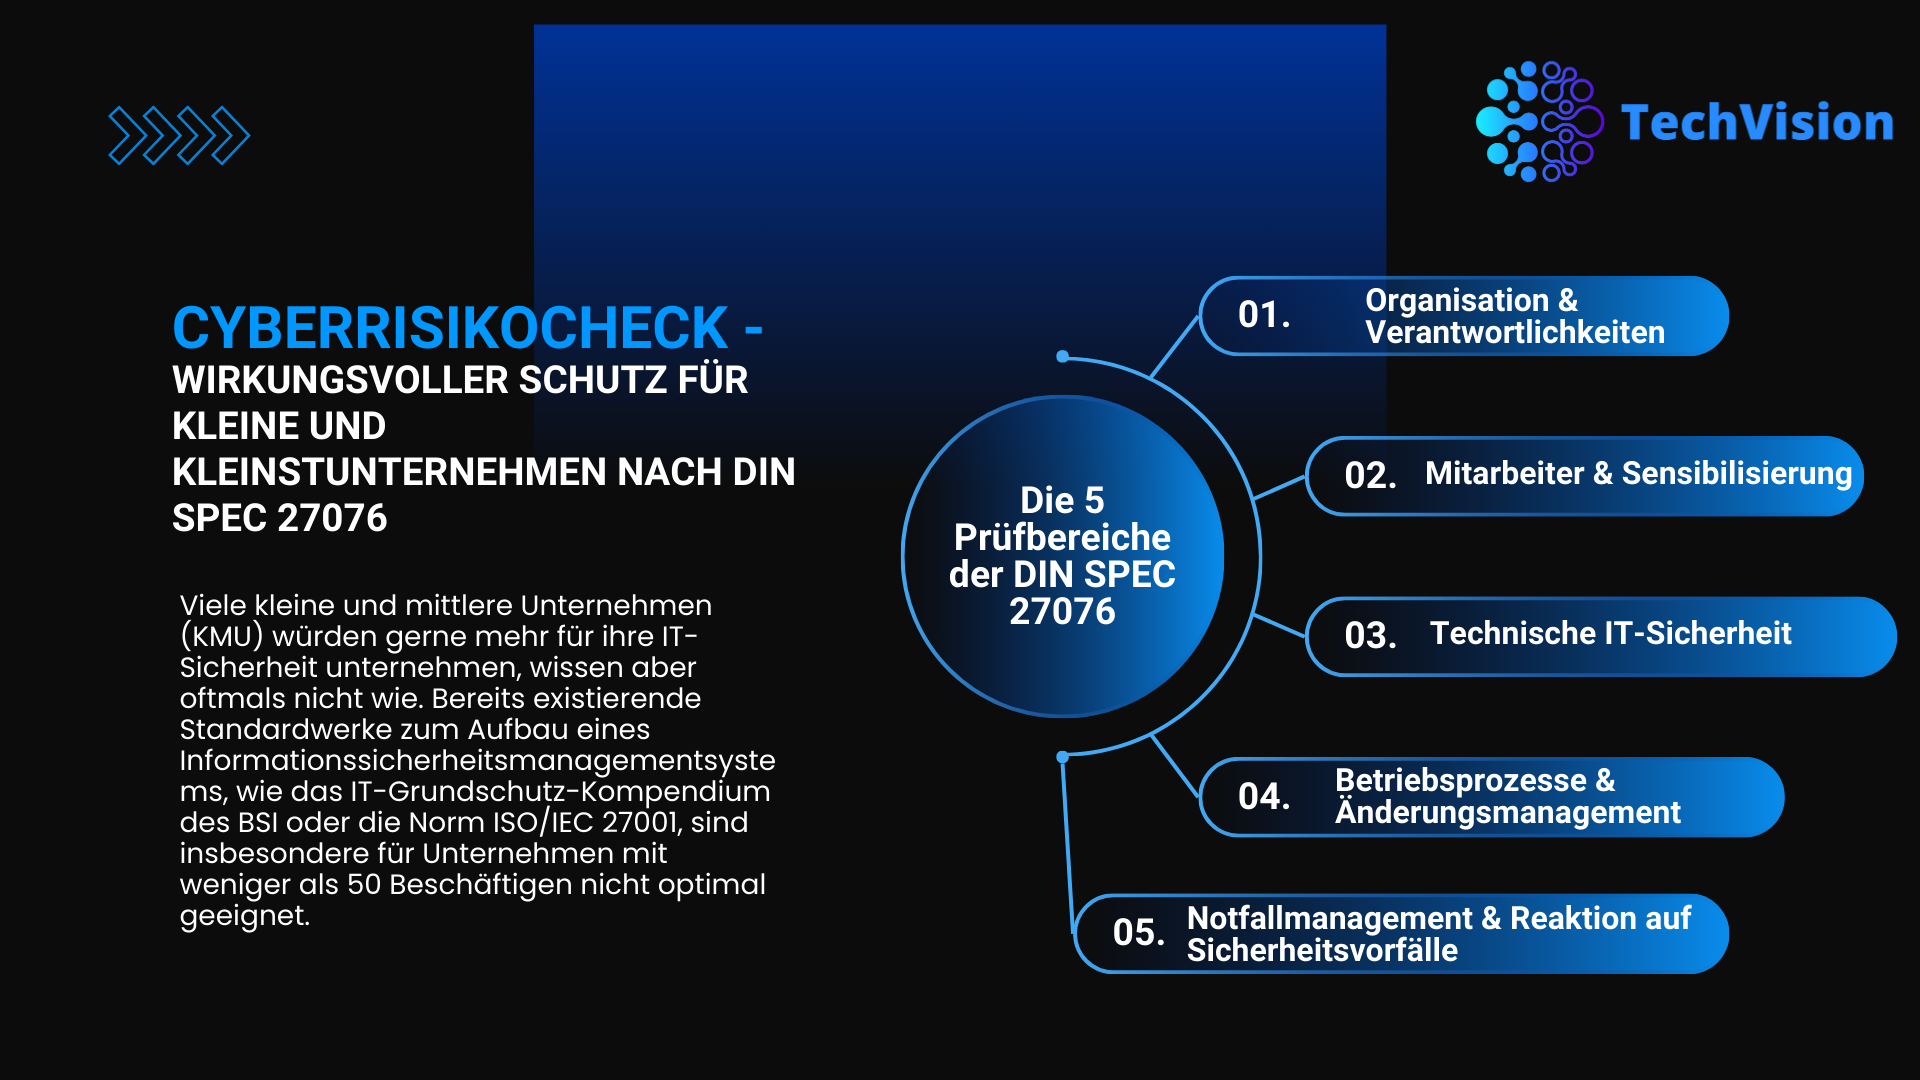 TechVision
CYBERRISIKOCHECK -
WIRKUNGSVOLLER SCHUTZ FÜR
KLEINE UND
KLEINSTUNTERNEHMEN NACH DIN
SPEC 27076
Viele kleine und mittlere Unternehmen
(KMU) würden gerne mehr für ihre IT-
Sicherheit unternehmen, wissen aber
oftmals nicht wie. Bereits existierende
Standardwerke zum Aufbau eines
Informationssicherheitsmanagementsyste
ms, wie das IT-Grundschutz-Kompendium
des BSI oder die Norm ISO/IEC 27001, sind
insbesondere für Unternehmen mit
weniger als 50 Beschäftigen nicht optimal
geeignet.
Die 5
Prüfbereiche
der DIN SPEC
27076
01. Organisation &
Verantwortlichkeiten
02. Mitarbeiter & Sensibilisierung
03. Technische IT-Sicherheit
04. Betriebsprozesse &
Änderungsmanagement
05. Notfallmanagement & Reaktion auf
Sicherheitsvorfälle